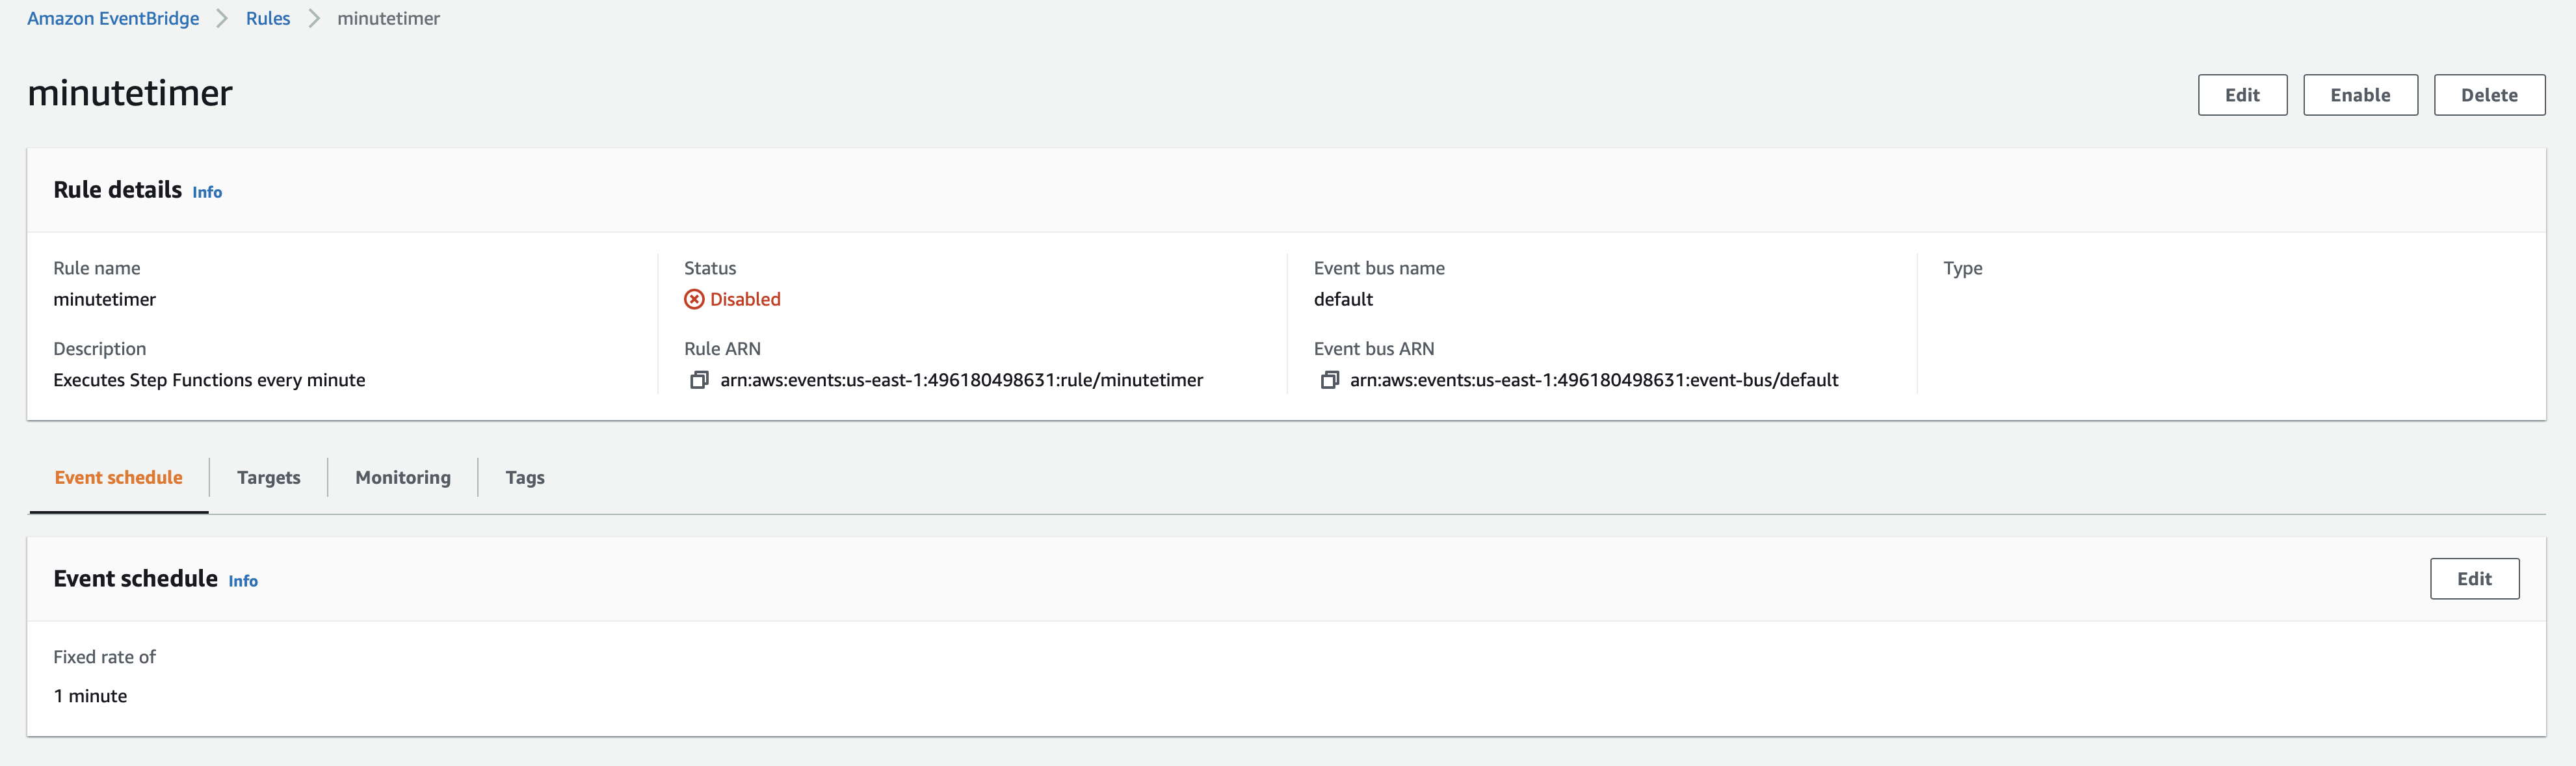 Amazon EventBridge > Rules > minutetimer
minutetimer
Edit
Enable
Delete
Rule details Info
Rule name
minutetimer
Description
Executes Step Functions every minute
Status
Disabled
Rule ARN
arn:aws:events:us-east-1:496180498631:rule/minutetimer
Event bus name
default
Event bus ARN
arn:aws:events:us-east-1:496180498631:event-bus/default
Type
Event schedule
Targets
Monitoring
Tags
Event schedule Info
Edit
Fixed rate of
1 minute